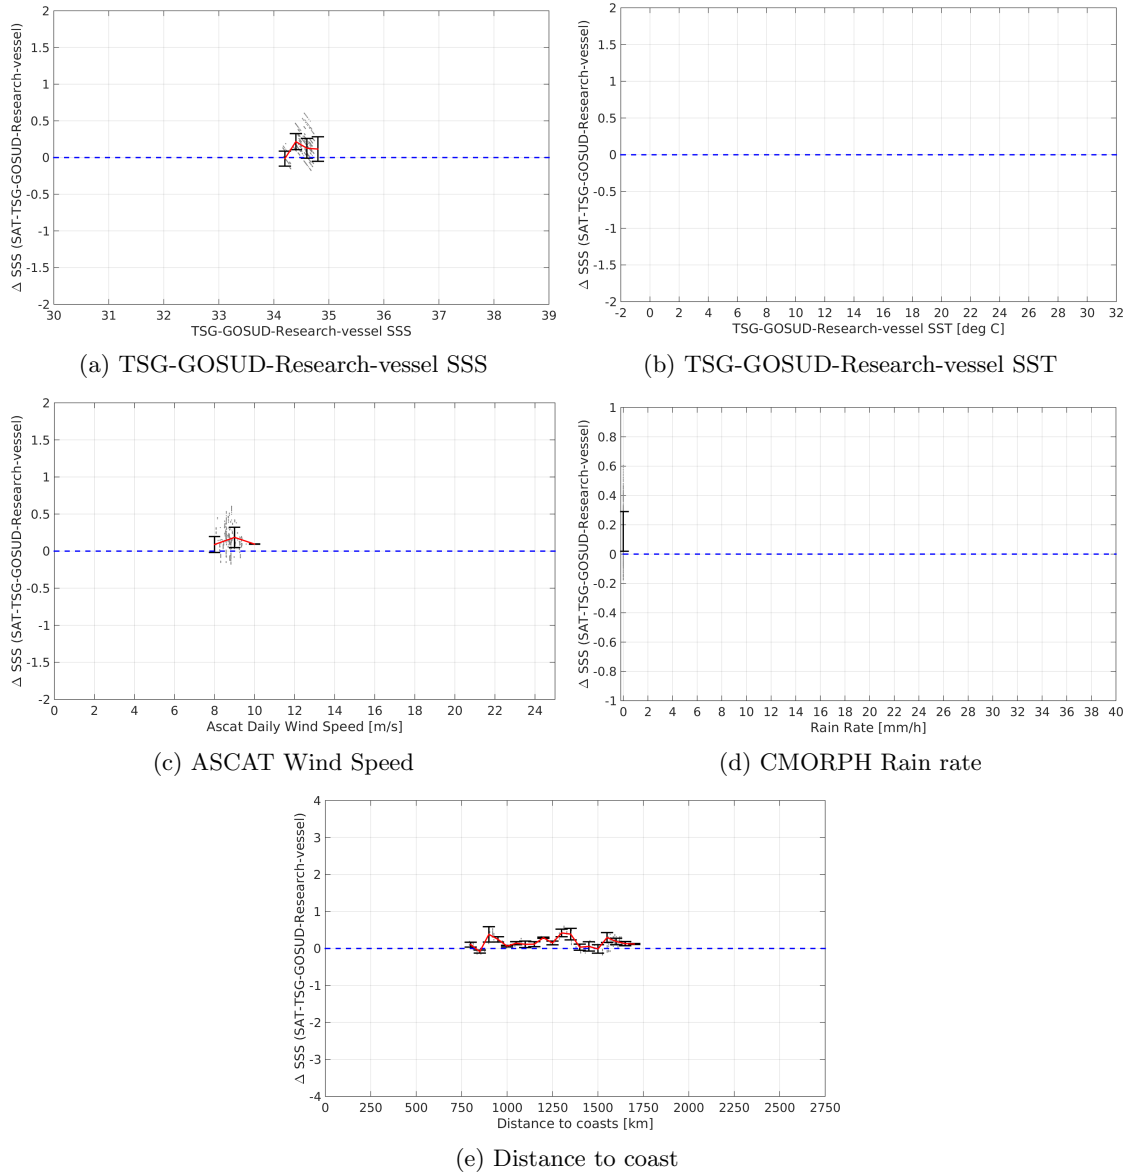 2
1.5
1
0.5
0
-0.5
-1
-1.5
-2
Δ SSS (SAT-TSG-GOSUD-Research-vessel)
30 31 32 33 34 35 36 37 38 39
TSG-GOSUD-Research-vessel SSS
(a) TSG-GOSUD-Research-vessel SSS
2
1.5
1
0.5
0
-0.5
-1
-1.5
-2
Δ SSS (SAT-TSG-GOSUD-Research-vessel)
-2 0 2 4 6 8 10 12 14 16 18 20 22 24 26 28 30 32
TSG-GOSUD-Research-vessel SST [deg C]
(b) TSG-GOSUD-Research-vessel SST
2
1.5
1
0.5
0
-0.5
-1
-1.5
-2
Δ SSS (SAT-TSG-GOSUD-Research-vessel)
0 2 4 6 8 10 12 14 16 18 20 22 24
Ascat Daily Wind Speed [m/s]
(c) ASCAT Wind Speed
1
0.8
0.6
0.4
0.2
0
-0.2
-0.4
-0.6
-0.8
-1
Δ SSS (SAT-TSG-GOSUD-Research-vessel)
0 2 4 6 8 10 12 14 16 18 20 22 24 26 28 30 32 34 36 38 40
Rain Rate [mm/h]
(d) CMORPH Rain rate
4
3
2
1
0
-1
-2
-3
-4
Δ SSS (SAT-TSG-GOSUD-Research-vessel)
0 250 500 750 1000 1250 1500 1750 2000 2250 2500 2750
Distance to coasts [km]
(e) Distance to coast